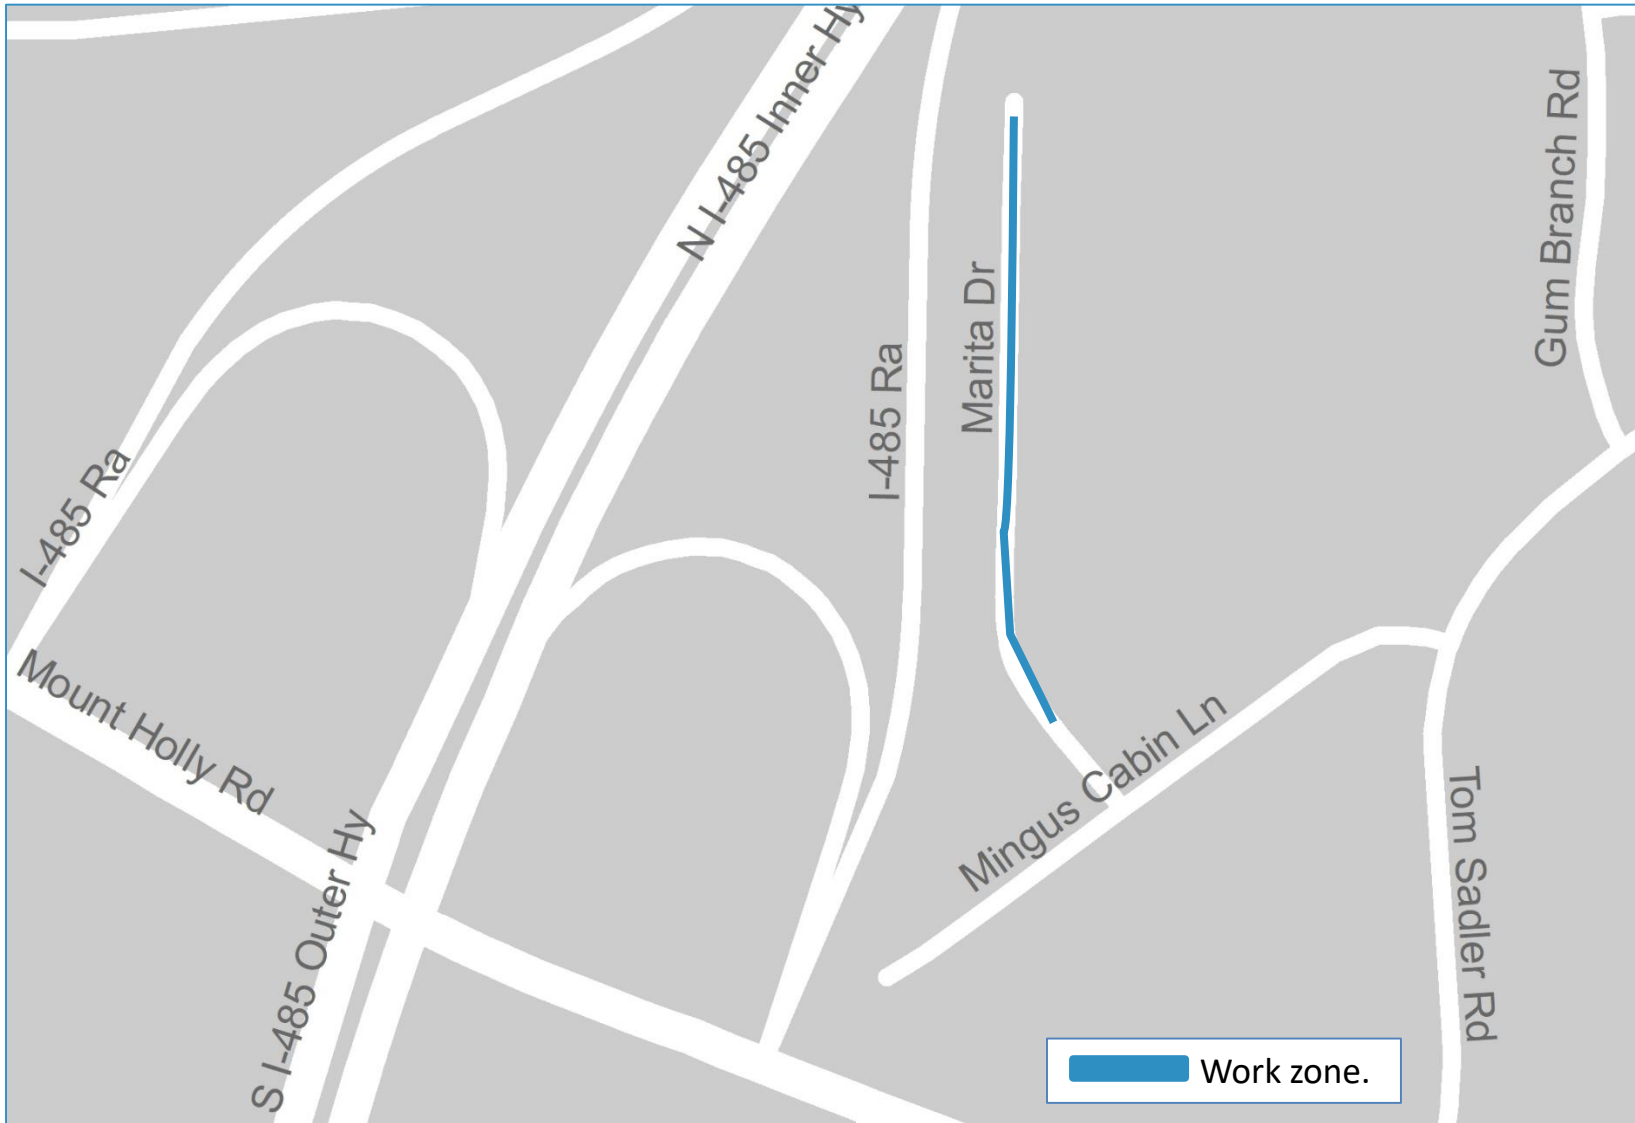 N I-485 Inner Hy
Gum Branch Rd
Marita Dr
I-485 Ra
I-485 Ra
Mount Holly Rd
Mingus Cabin Ln
Tom Sadler Rd
S I-485 Outer Hy
Work zone.